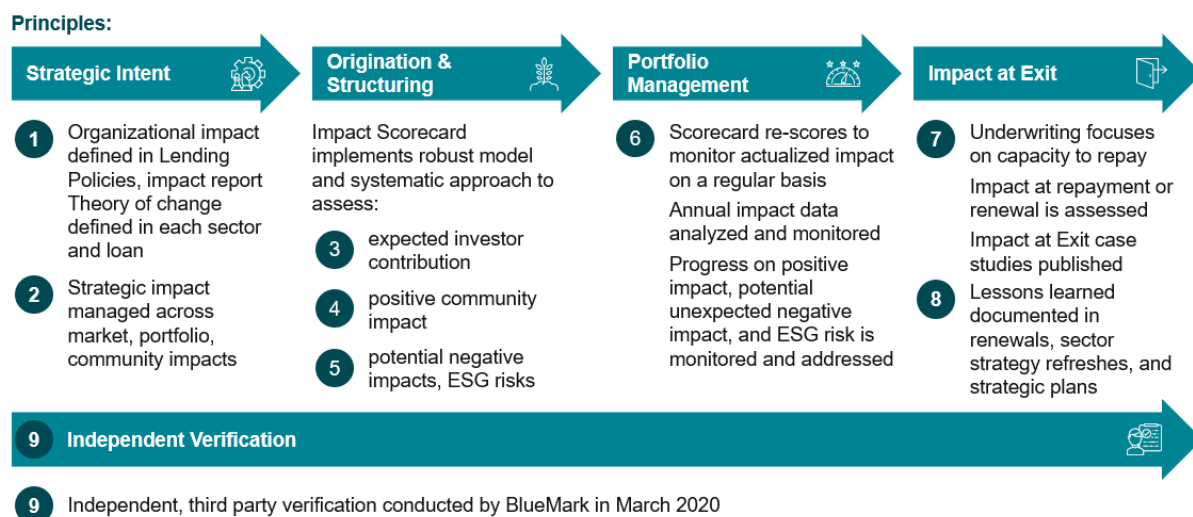 Principles:
Strategic Intent
Origination &
Structuring
Portfolio
Management
Impact at Exit
1
Organizational impact
defined in Lending
Policies, impact report
Theory of change
defined in each sector
and loan
2
Strategic impact
managed across
market, portfolio,
community impacts
Impact Scorecard
implements robust model
and systematic approach to
assess:
3
expected investor
contribution
4
positive community
impact
5
potential negative
impacts, ESG risks
6
Scorecard re-scores to
monitor actualized impact
on a regular basis
Annual impact data
analyzed and monitored
Progress on positive
impact, potential
unexpected negative
impact, and ESG risk is
monitored and addressed
7
Underwriting focuses
on capacity to repay
Impact at repayment or
renewal is assessed
Impact at Exit case
studies published
8
Lessons learned
documented in
renewals, sector
strategy refreshes, and
strategic plans
9 Independent Verification
9 Independent, third party verification conducted by BlueMark in March 2020